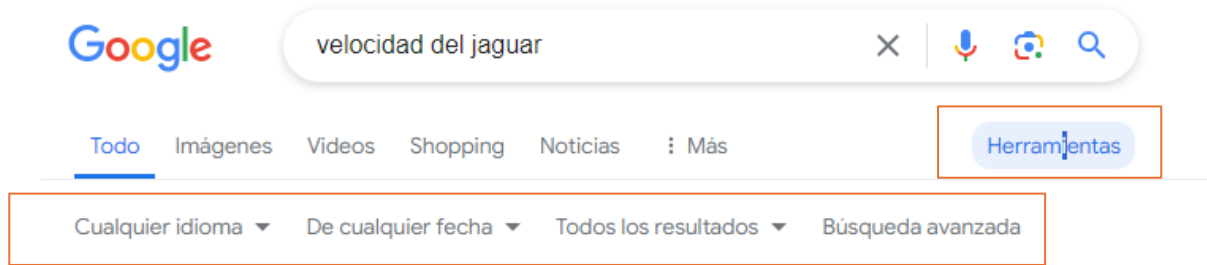 Google velocidad del jaguar
Todo Imágenes Videos Shopping Noticias Más Herramientas
Cualquier idioma De cualquier fecha Todos los resultados Búsqueda avanzada